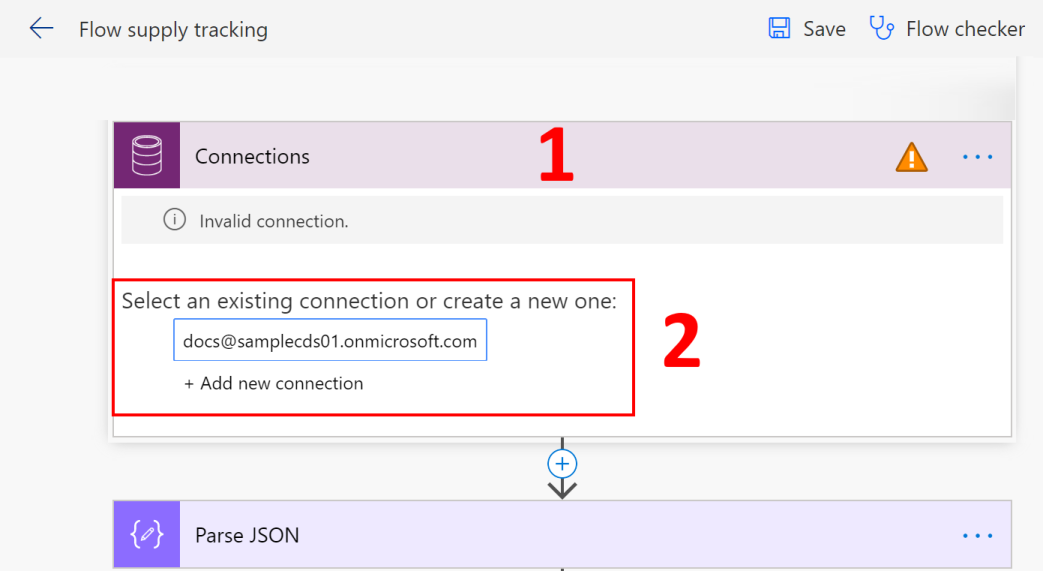 Flow supply tracking
Save
Flow checker
Connections
1
Invalid connection.
Select an existing connection or create a new one:
docs@samplecds01.onmicrosoft.com
+ Add new connection
2
Parse JSON